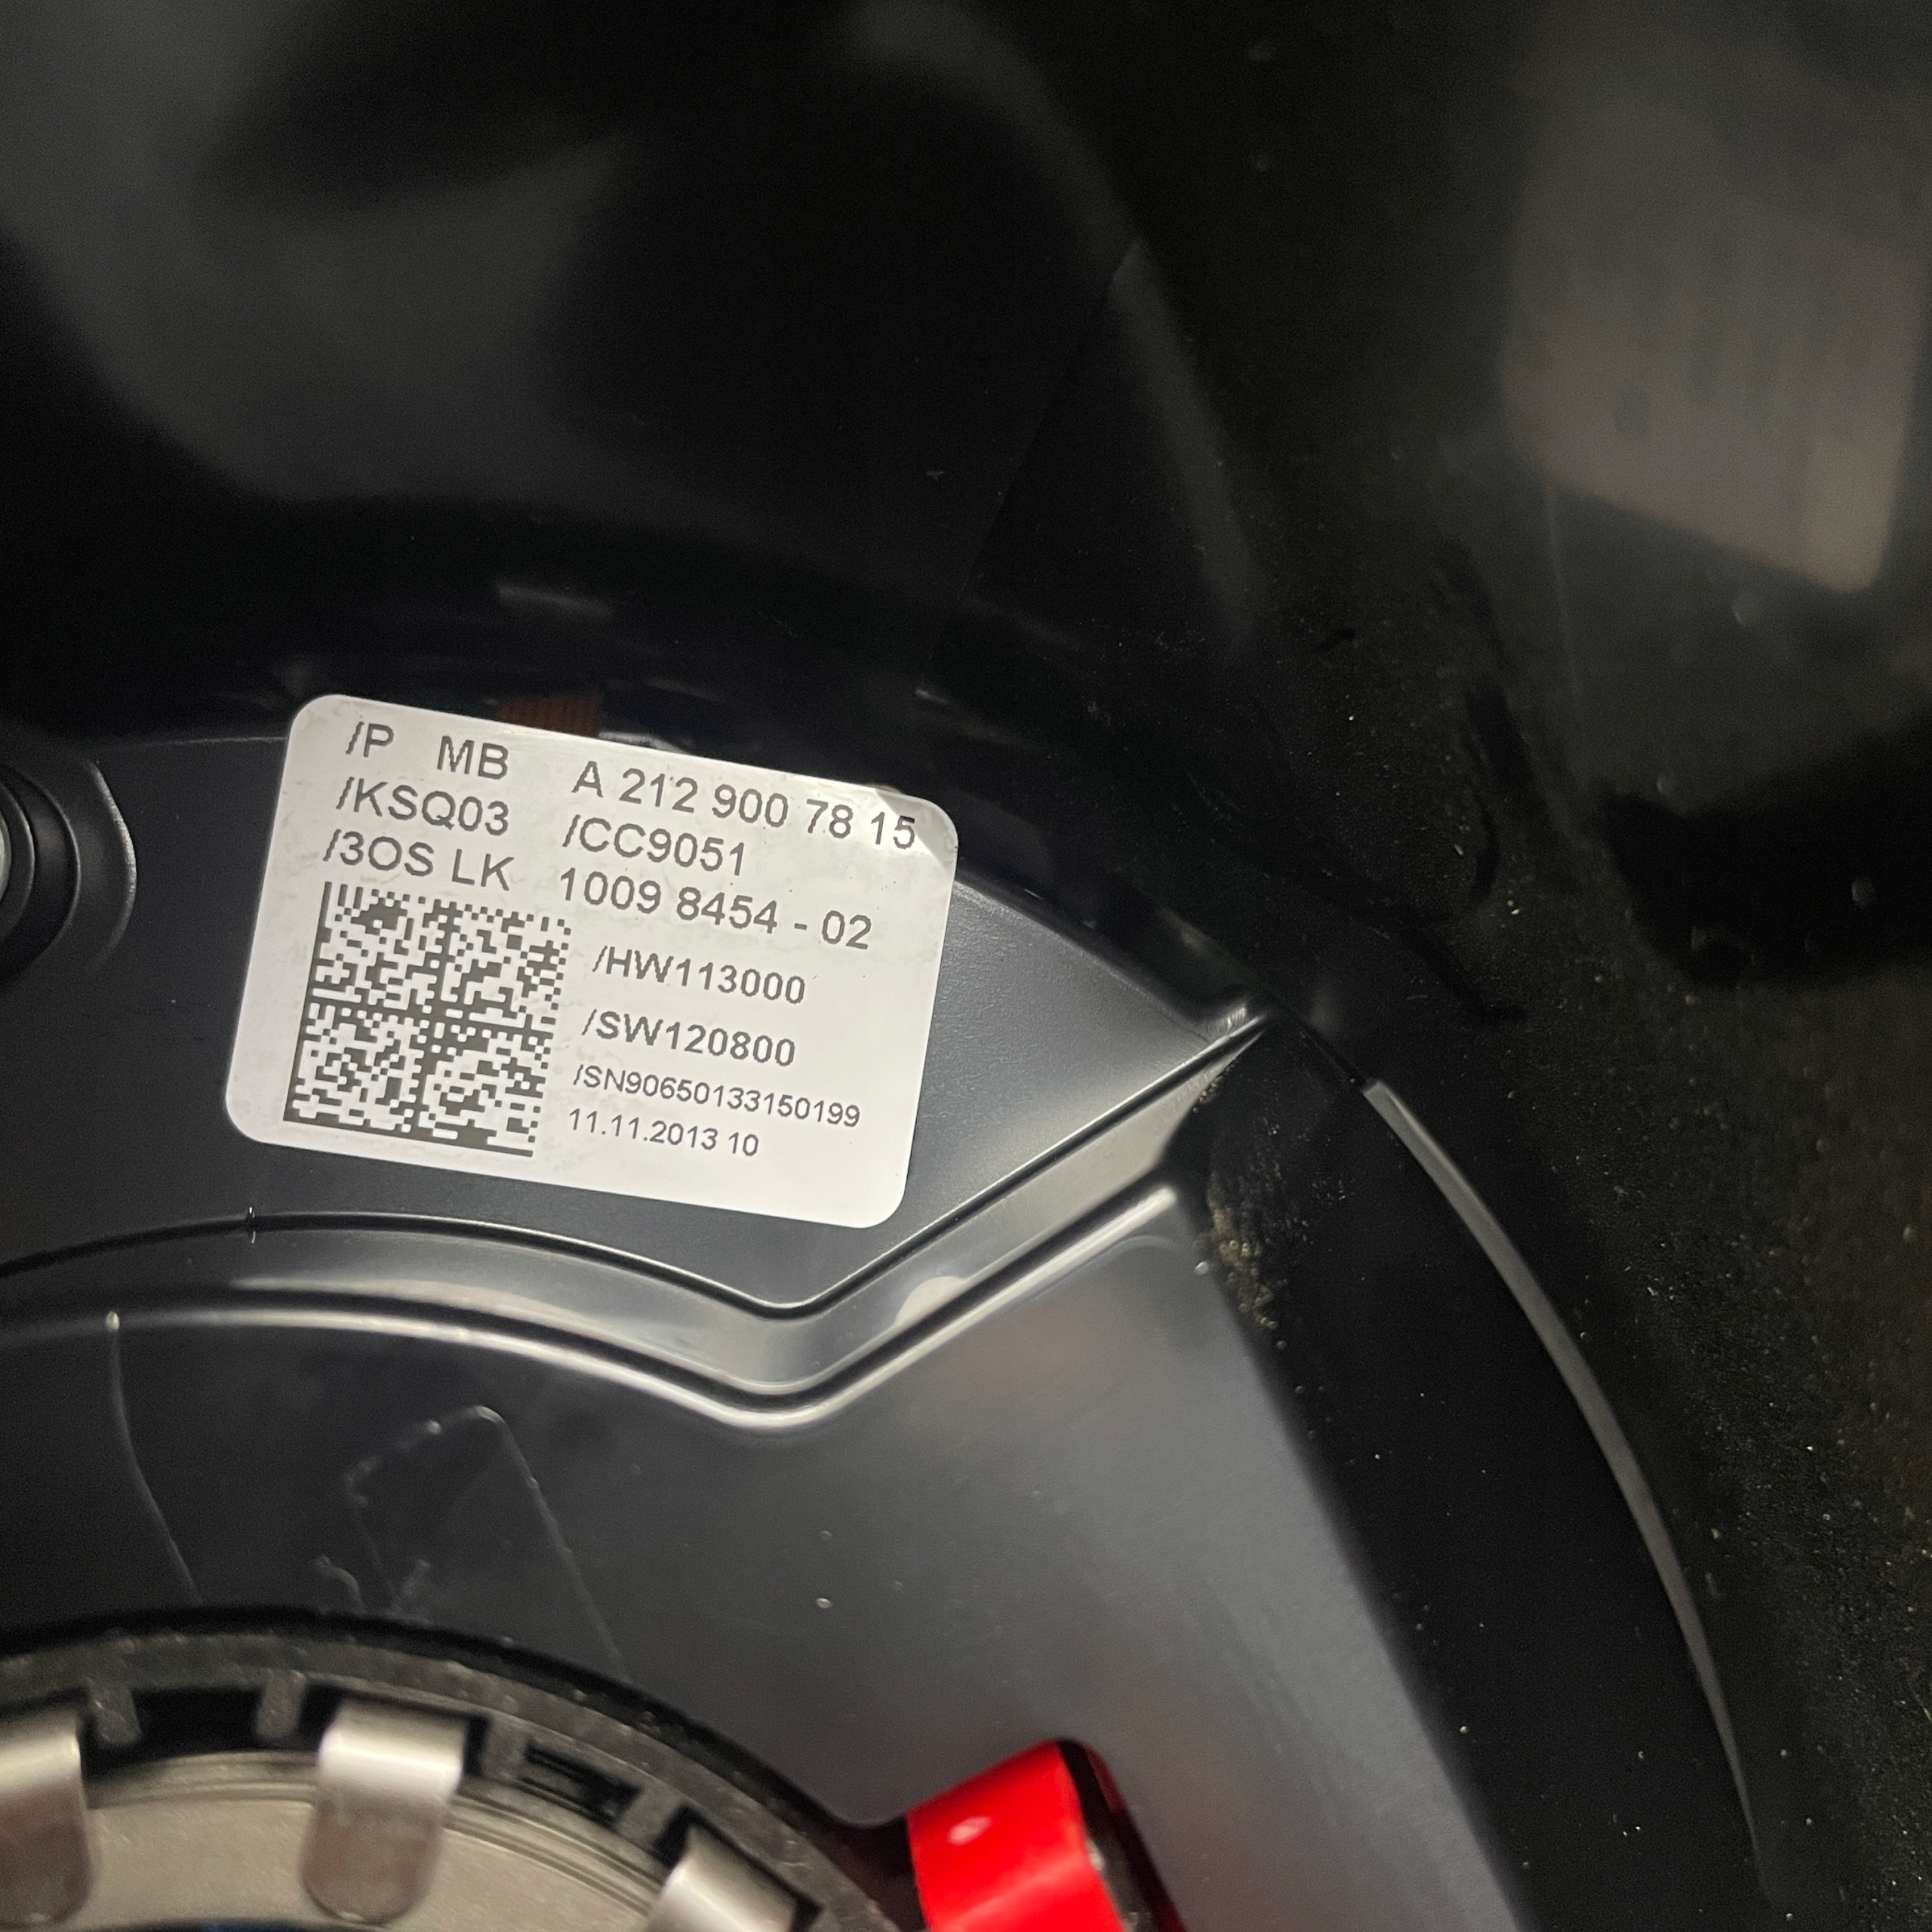 /P MB A 212 900 78 15
/KSQ03 /CC9051
/3OS LK 1009 8454 - 02
/HW113000
/SW120800
/SN90650133150199
11.11.2013 10